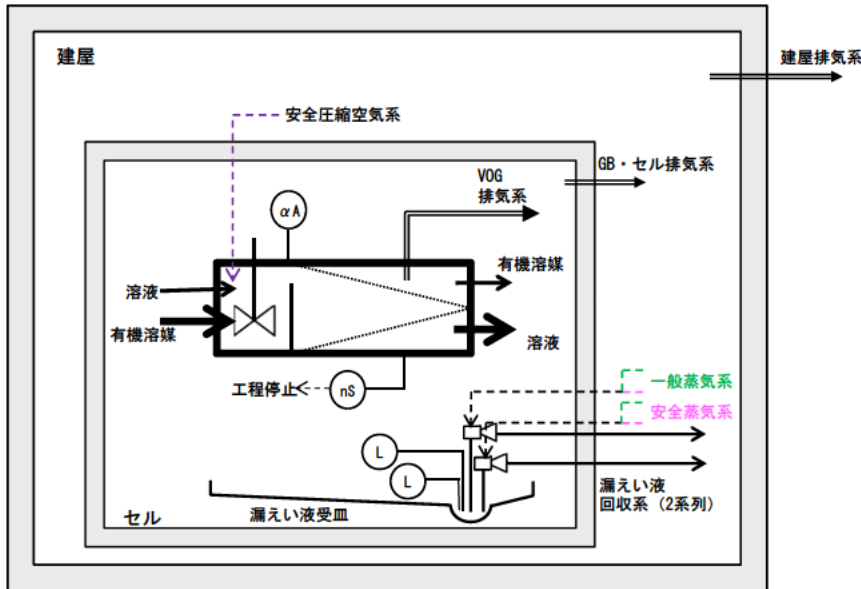 建屋
建屋排気系
安全圧縮空気系
GB・セル排気系
VOG
排気系
αA
有機溶媒
溶液
有機溶媒
溶液
工程停止
nS
一般蒸気系
安全蒸気系
L
L
漏えい液
回収系（2系列）
漏えい液受皿
セル